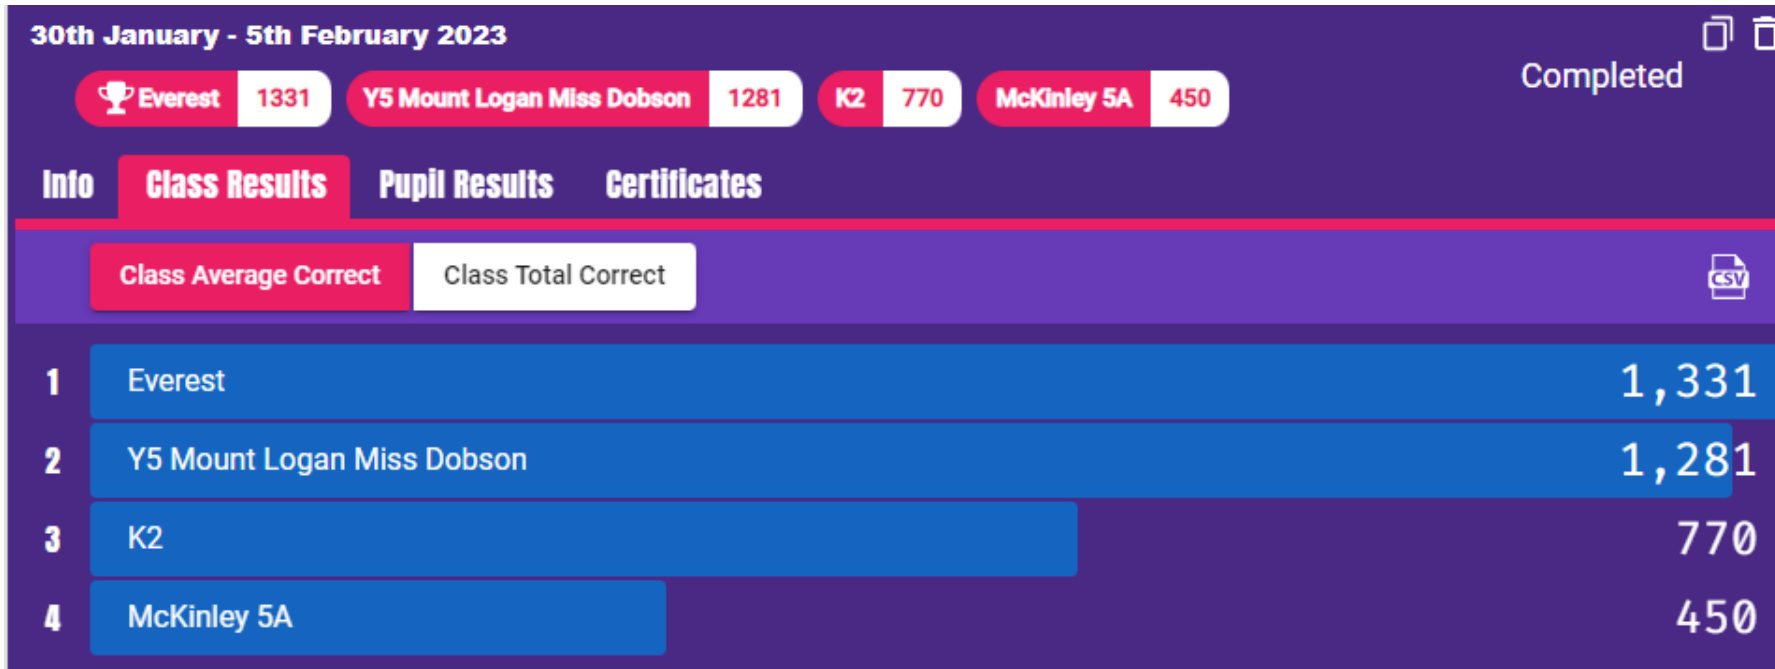 30th January - 5th February 2023
Completed
Everest 1331 Y5 Mount Logan Miss Dobson 1281 K2 770 McKinley 5A 450
Info Class Results Pupil Results Certificates
Class Average Correct Class Total Correct
CSV
1 Everest 1,331
2 Y5 Mount Logan Miss Dobson 1,281
3 K2 770
4 McKinley 5A 450